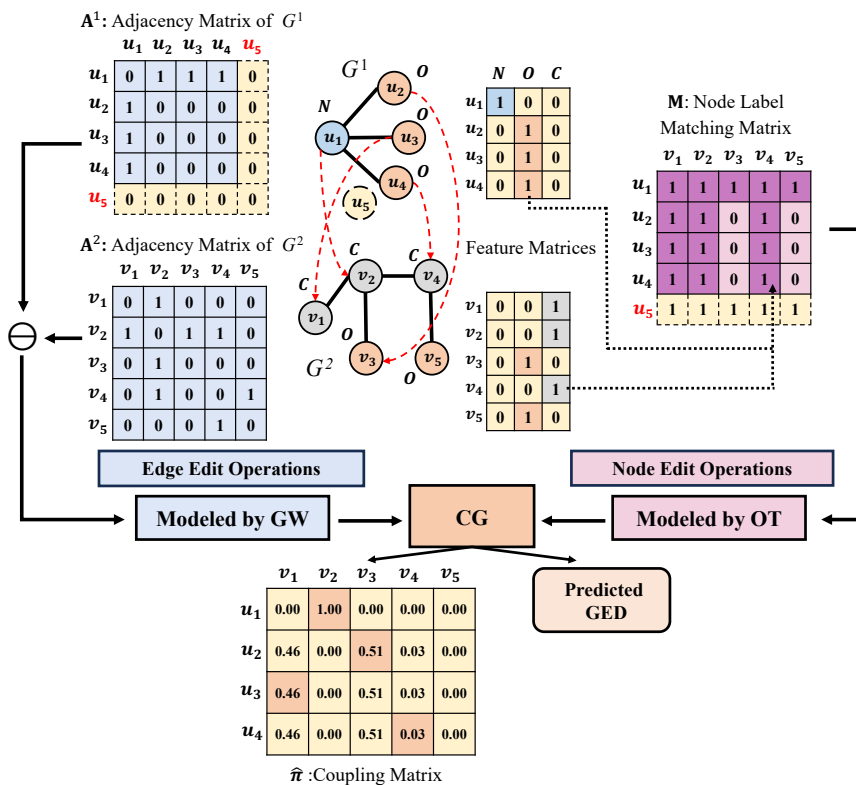 A¹: Adjacency Matrix of G¹
u₁ u₂ u₃ u₄ u₅
u₁ 0 1 1 1 0
u₂ 1 0 0 0 0
u₃ 1 0 0 0 0
u₄ 1 0 0 0 0
u₅ 0 0 0 0 0
G¹
N
O
O
O
u₁
u₂
u₃
u₄
u₅
N O C
u₁ 1 0 0
u₂ 0 1 0
u₃ 0 1 0
u₄ 0 1 0
M: Node Label
Matching Matrix
v₁ v₂ v₃ v₄ v₅
u₁ 1 1 1 1 1
u₂ 1 1 0 1 0
u₃ 1 1 0 1 0
u₄ 1 1 0 1 0
u₅ 1 1 1 1 1
A²: Adjacency Matrix of G²
v₁ v₂ v₃ v₄ v₅
v₁ 0 1 0 0 0
v₂ 1 0 1 1 0
v₃ 0 1 0 0 0
v₄ 0 1 0 0 1
v₅ 0 0 0 1 0
C
C
C
O
O
v₂
v₄
v₁
v₃
v₅
G²
Feature Matrices
v₁ 0 0 1
v₂ 0 0 1
v₃ 0 1 0
v₄ 0 0 1
v₅ 0 1 0
Edge Edit Operations
Node Edit Operations
Modeled by GW
CG
Modeled by OT
Predicted
GED
v₁ v₂ v₃ v₄ v₅
u₁ 0.00 1.00 0.00 0.00 0.00
u₂ 0.46 0.00 0.51 0.03 0.00
u₃ 0.46 0.00 0.51 0.03 0.00
u₄ 0.46 0.00 0.51 0.03 0.00
π̂ :Coupling Matrix